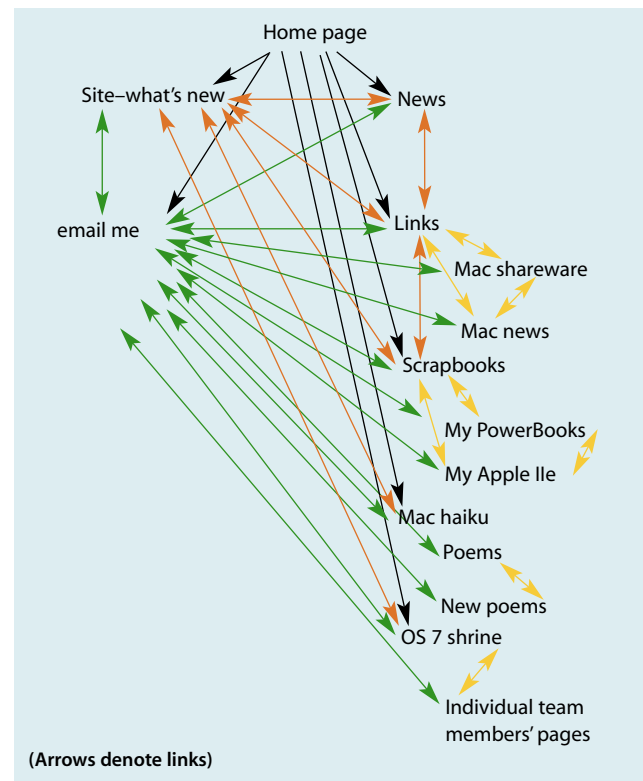 Home page
Site–what's new
News
email me
Links
Mac shareware
Mac news
Scrapbooks
My PowerBooks
My Apple IIe
Mac haiku
Poems
New poems
OS 7 shrine
Individual team
members' pages
(Arrows denote links)